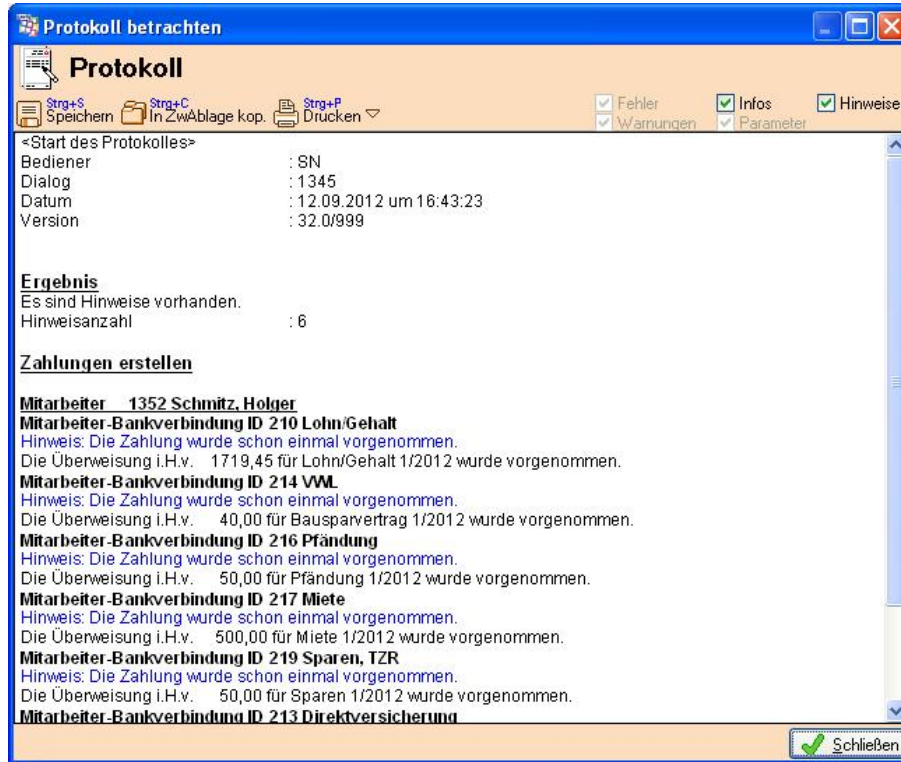 Protokoll betrachten
Protokoll
Strg+S Strg+C Strg+P
Speichern In ZwAblage kop. Drucken
Fehler Infos Hinweise
Warnungen Parameter
<Start des Protokolles>
Bediener : SN
Dialog : 1345
Datum : 12.09.2012 um 16:43:23
Version : 32.0/999
Ergebnis
Es sind Hinweise vorhanden.
Hinweisanzahl : 6
Zahlungen erstellen
Mitarbeiter 1352 Schmitz, Holger
Mitarbeiter-Bankverbindung ID 210 Lohn/Gehalt
Hinweis: Die Zahlung wurde schon einmal vorgenommen.
Die Überweisung i.H.v. 1719,45 für Lohn/Gehalt 1/2012 wurde vorgenommen.
Mitarbeiter-Bankverbindung ID 214 VWL
Hinweis: Die Zahlung wurde schon einmal vorgenommen.
Die Überweisung i.H.v. 40,00 für Bausparvertrag 1/2012 wurde vorgenommen.
Mitarbeiter-Bankverbindung ID 216 Pfändung
Hinweis: Die Zahlung wurde schon einmal vorgenommen.
Die Überweisung i.H.v. 50,00 für Pfändung 1/2012 wurde vorgenommen.
Mitarbeiter-Bankverbindung ID 217 Miete
Hinweis: Die Zahlung wurde schon einmal vorgenommen.
Die Überweisung i.H.v. 500,00 für Miete 1/2012 wurde vorgenommen.
Mitarbeiter-Bankverbindung ID 219 Sparen, TZR
Hinweis: Die Zahlung wurde schon einmal vorgenommen.
Die Überweisung i.H.v. 50,00 für Sparen 1/2012 wurde vorgenommen.
Mitarbeiter-Bankverbindung ID 213 Direktversicherung
Schließen